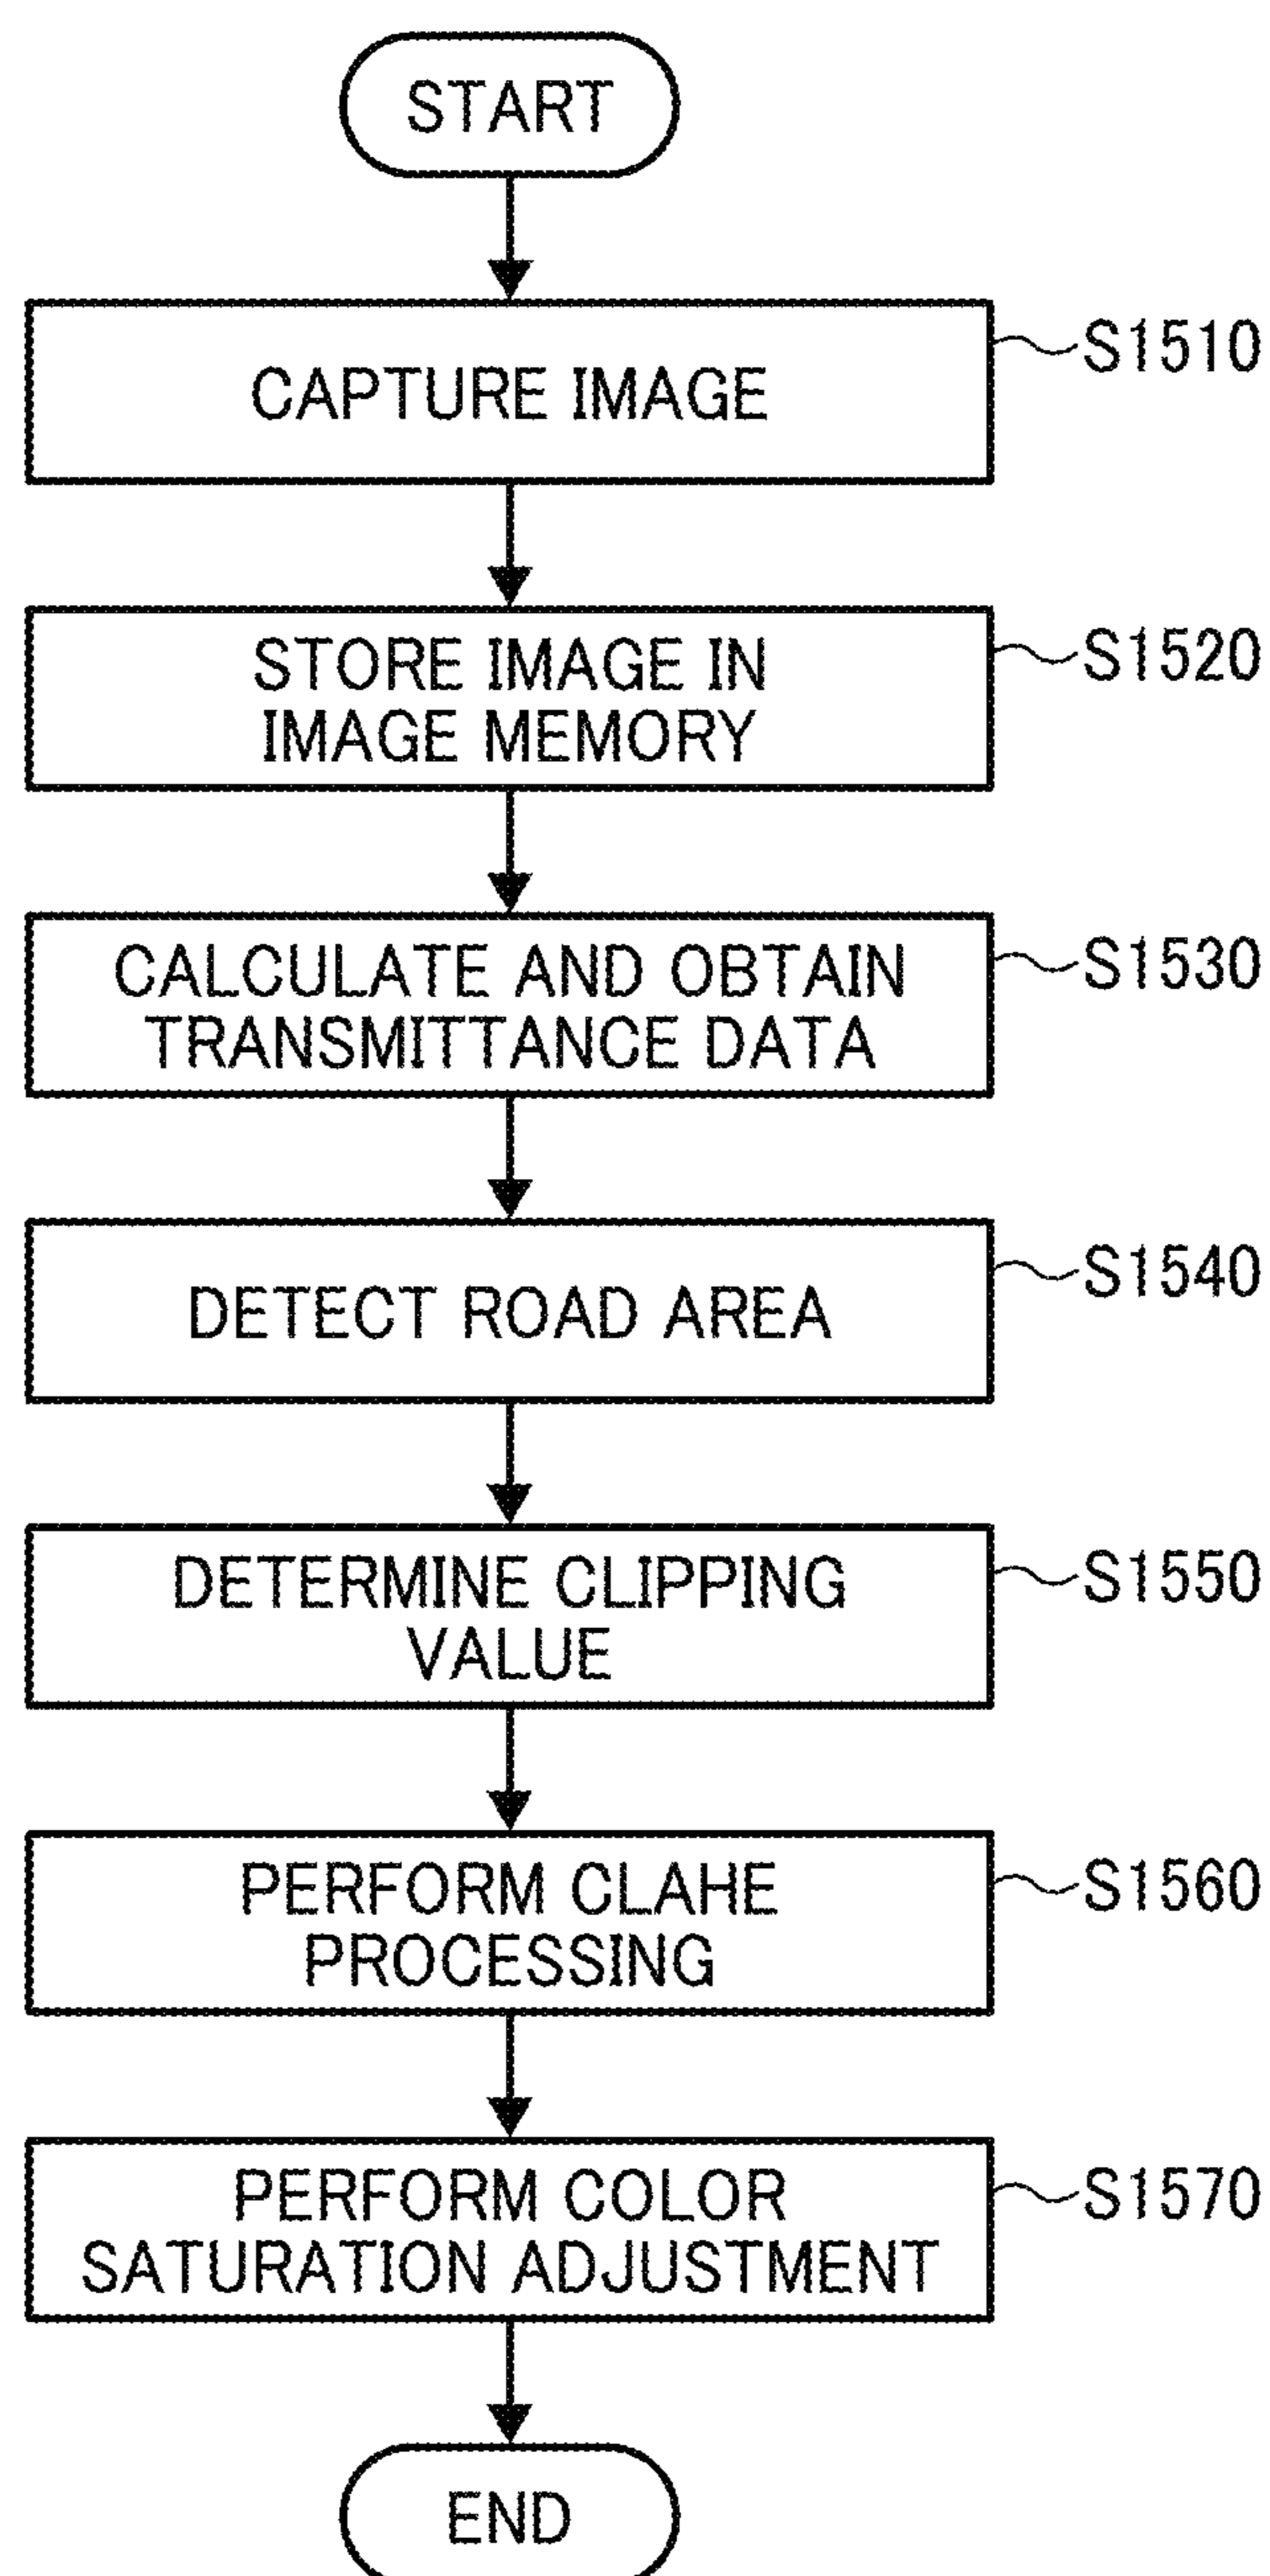 START
CAPTURE IMAGE
S1510
STORE IMAGE IN
IMAGE MEMORY
S1520
CALCULATE AND OBTAIN
TRANSMITTANCE DATA
S1530
DETECT ROAD AREA
S1540
DETERMINE CLIPPING
VALUE
S1550
PERFORM CLAHE
PROCESSING
S1560
PERFORM COLOR
SATURATION ADJUSTMENT
S1570
END